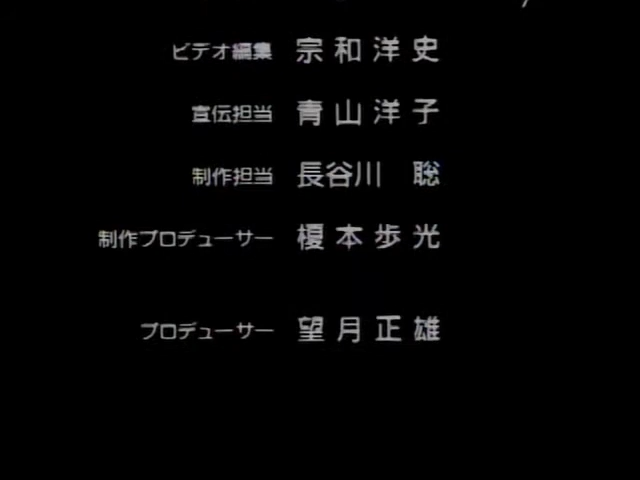 ビデオ編集 宗和洋史
宣伝担当 青山洋子
制作担当 長谷川 聡
制作プロデューサー 榎本歩光
プロデューサー 望月正雄